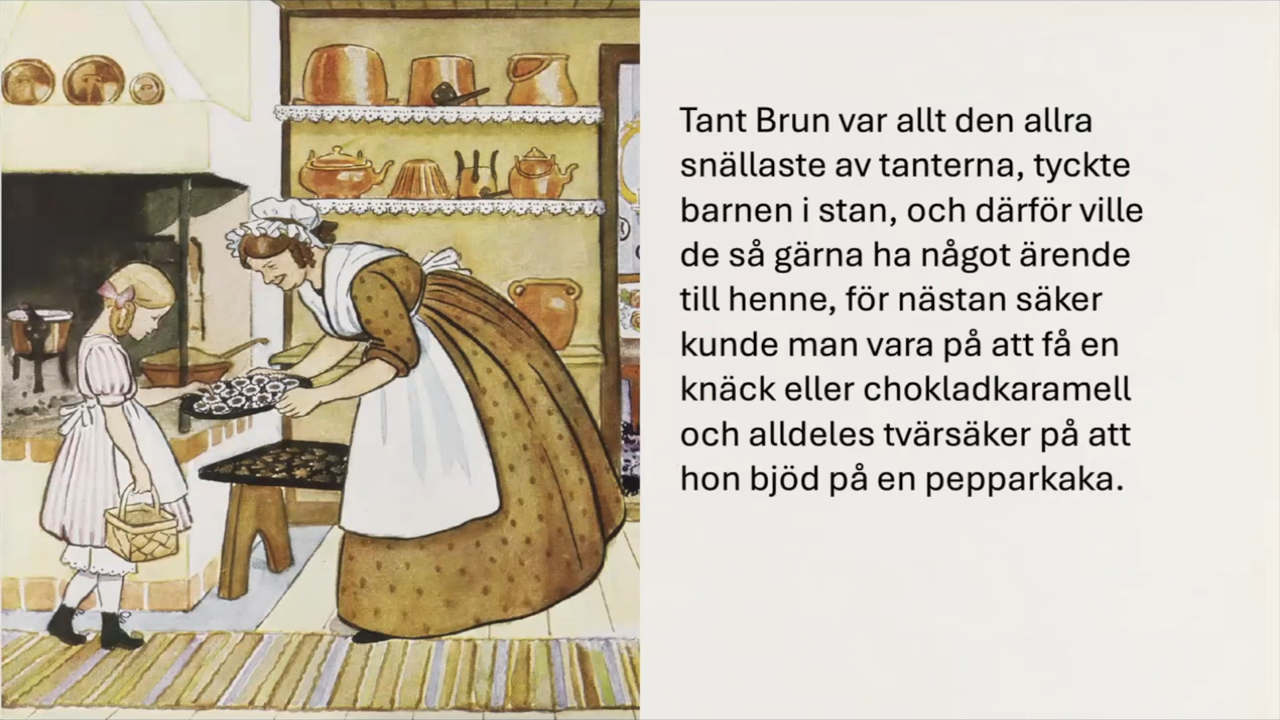 Tant Brun var allt den allra
snällaste av tanterna, tyckte
barnen i stan, och därför ville
de så gärna ha något ärende
till henne, för nästan säker
kunde man vara på att få en
knäck eller chokladkaramell
och alldeles tvärsäker på att
hon bjöd på en pepparkaka.